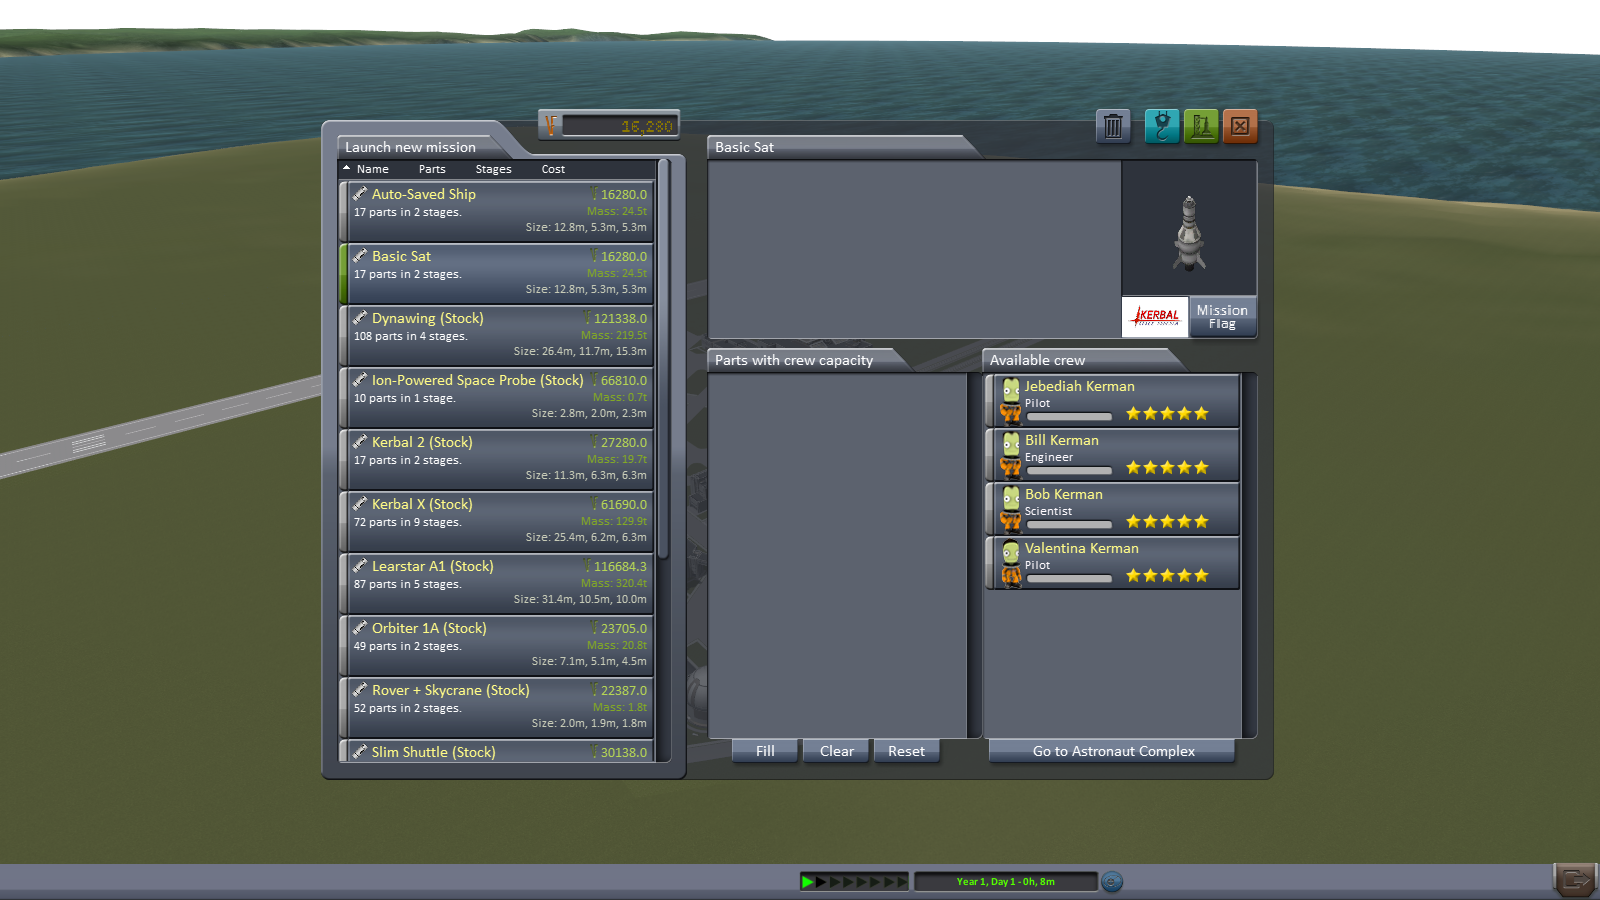 16,280
Launch new mission
Name Parts Stages Cost
Auto-Saved Ship 16280.0
17 parts in 2 stages. Mass: 24.5t
Size: 12.8m, 5.3m, 5.3m
Basic Sat 16280.0
17 parts in 2 stages. Mass: 24.5t
Size: 12.8m, 5.3m, 5.3m
Dynawing (Stock) 121338.0
108 parts in 4 stages. Mass: 219.5t
Size: 26.4m, 11.7m, 15.3m
Ion-Powered Space Probe (Stock) 66810.0
10 parts in 1 stage. Mass: 0.7t
Size: 2.8m, 2.0m, 2.3m
Kerbal 2 (Stock) 27280.0
17 parts in 2 stages. Mass: 19.7t
Size: 11.3m, 6.3m, 6.3m
Kerbal X (Stock) 61690.0
72 parts in 9 stages. Mass: 129.9t
Size: 25.4m, 6.2m, 6.3m
Learstar A1 (Stock) 116684.3
87 parts in 5 stages. Mass: 320.4t
Size: 31.4m, 10.5m, 10.0m
Orbiter 1A (Stock) 23705.0
49 parts in 2 stages. Mass: 20.8t
Size: 7.1m, 5.1m, 4.5m
Rover + Skycrane (Stock) 22387.0
52 parts in 2 stages. Mass: 1.8t
Size: 2.0m, 1.9m, 1.8m
Slim Shuttle (Stock) 30138.0
Basic Sat
KERBAL
Mission
Flag
Parts with crew capacity
Fill Clear Reset
Available crew
Jebediah Kerman
Pilot
Bill Kerman
Engineer
Bob Kerman
Scientist
Valentina Kerman
Pilot
Go to Astronaut Complex
Year 1, Day 1 - 0h, 8m